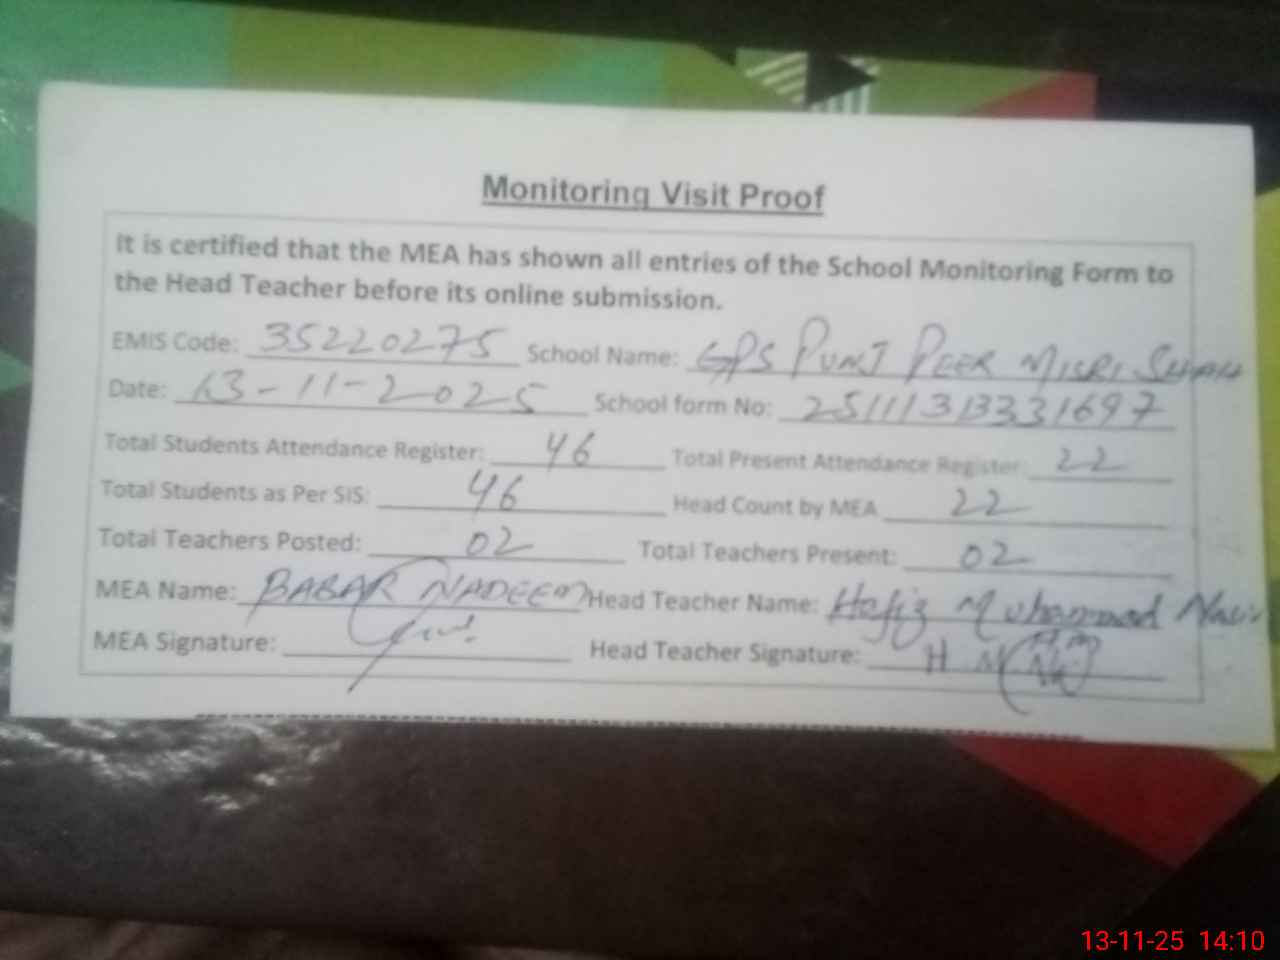 Monitoring Visit Proof
It is certified that the MEA has shown all entries of the School Monitoring Form to
the Head Teacher before its online submission.
EMIS Code: 35220275 School Name: GPS PUNJ PEER MISRI SHAH
Date: 13-11-2025 School form No: 2511131333 1697
Total Students Attendance Register: 46 Total Present Attendance Register: 22
Total Students as Per SIS: 46 Head Count by MEA 22
Total Teachers Posted: 02 Total Teachers Present: 02
MEA Name: BABAR NADEEM Head Teacher Name: Hafiz Muhammad
MEA Signature: Head Teacher Signature: H M
13-11-25 14:10